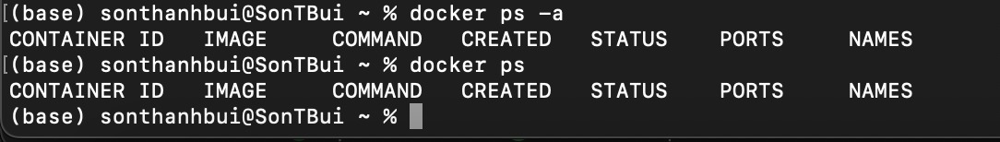 [(base) sonthanhbui@SonTBui ~ % docker ps -a
CONTAINER ID   IMAGE     COMMAND   CREATED   STATUS    PORTS     NAMES
[(base) sonthanhbui@SonTBui ~ % docker ps
CONTAINER ID   IMAGE     COMMAND   CREATED   STATUS    PORTS     NAMES
(base) sonthanhbui@SonTBui ~ %